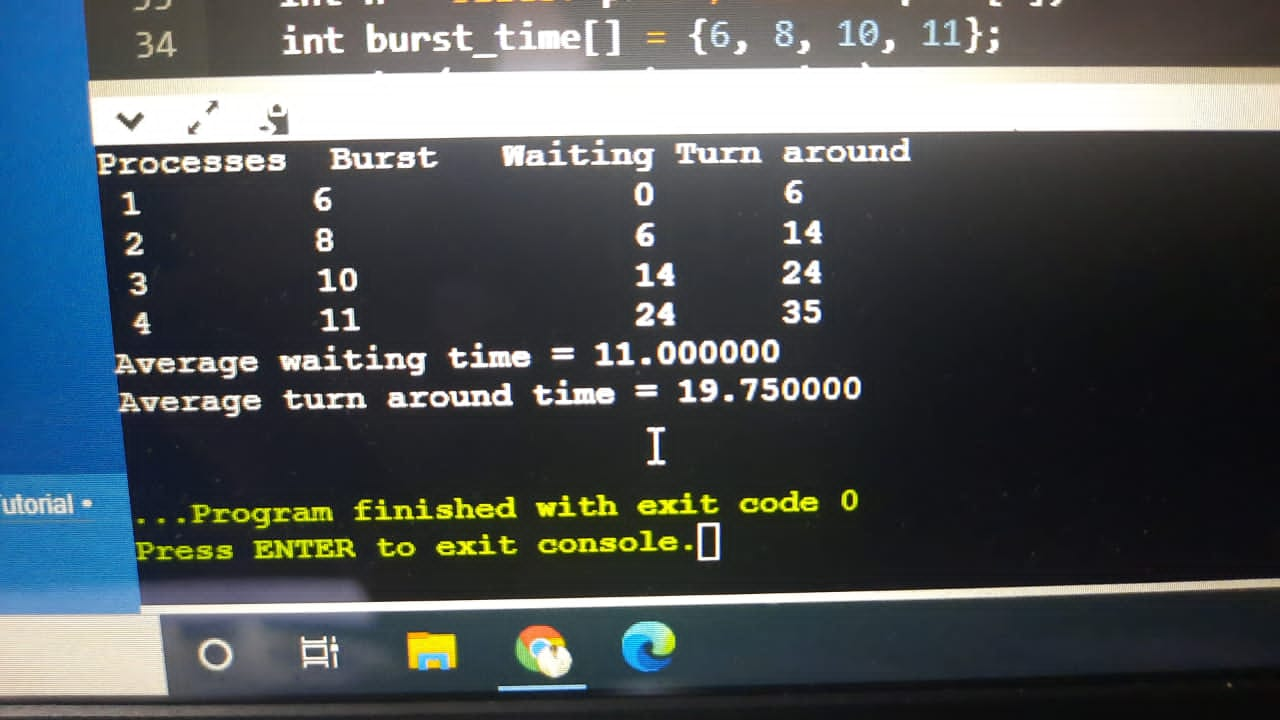 34 int burst_time[] = {6, 8, 10, 11};
Processes Burst Waiting Turn around
1 6 0 6
2 8 6 14
3 10 14 24
4 11 24 35
Average waiting time = 11.000000
Average turn around time = 19.750000
utorial •
...Program finished with exit code 0
Press ENTER to exit console.